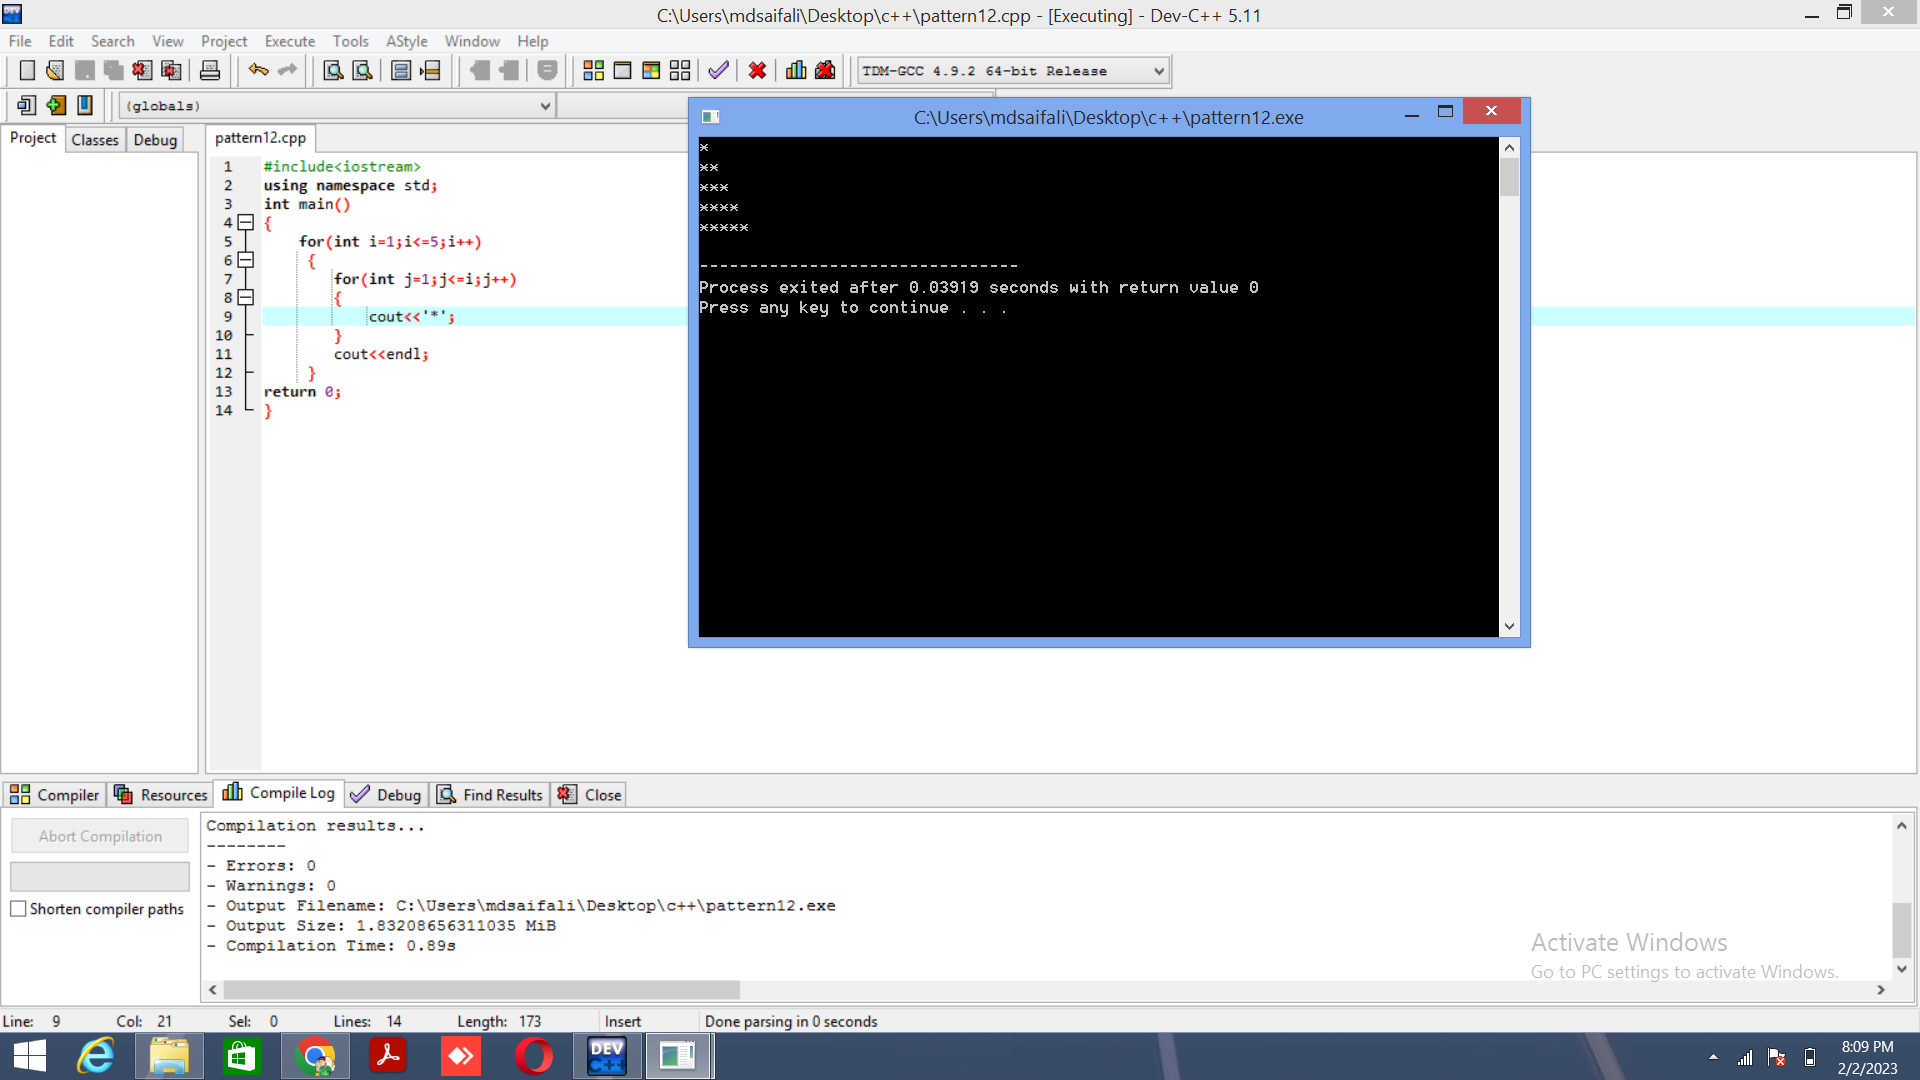 C:\Users\mdsaifali\Desktop\c++\pattern12.cpp - [Executing] - Dev-C++ 5.11
File Edit Search View Project Execute Tools AStyle Window Help
TDM-GCC 4.9.2 64-bit Release
(globals)
Project Classes Debug
pattern12.cpp
1 #include<iostream>
2 using namespace std;
3 int main()
4 {
5 for(int i=1;i<=5;i++)
6 {
7 for(int j=1;j<=i;j++)
8 {
9 cout<<'*';
10 }
11 cout<<endl;
12 }
13 return 0;
14 }
C:\Users\mdsaifali\Desktop\c++\pattern12.exe
*
**
***
****
*****
--------------------------------
Process exited after 0.03919 seconds with return value 0
Press any key to continue . . .
Compiler Resources Compile Log Debug Find Results Close
Abort Compilation
Shorten compiler paths
Compilation results...
--------
- Errors: 0
- Warnings: 0
- Output Filename: C:\Users\mdsaifali\Desktop\c++\pattern12.exe
- Output Size: 1.83208656311035 MiB
- Compilation Time: 0.89s
Activate Windows
Go to PC settings to activate Windows.
Line: 9 Col: 21 Sel: 0 Lines: 14 Length: 173 Insert Done parsing in 0 seconds
DEV
C++
8:09 PM
2/2/2023